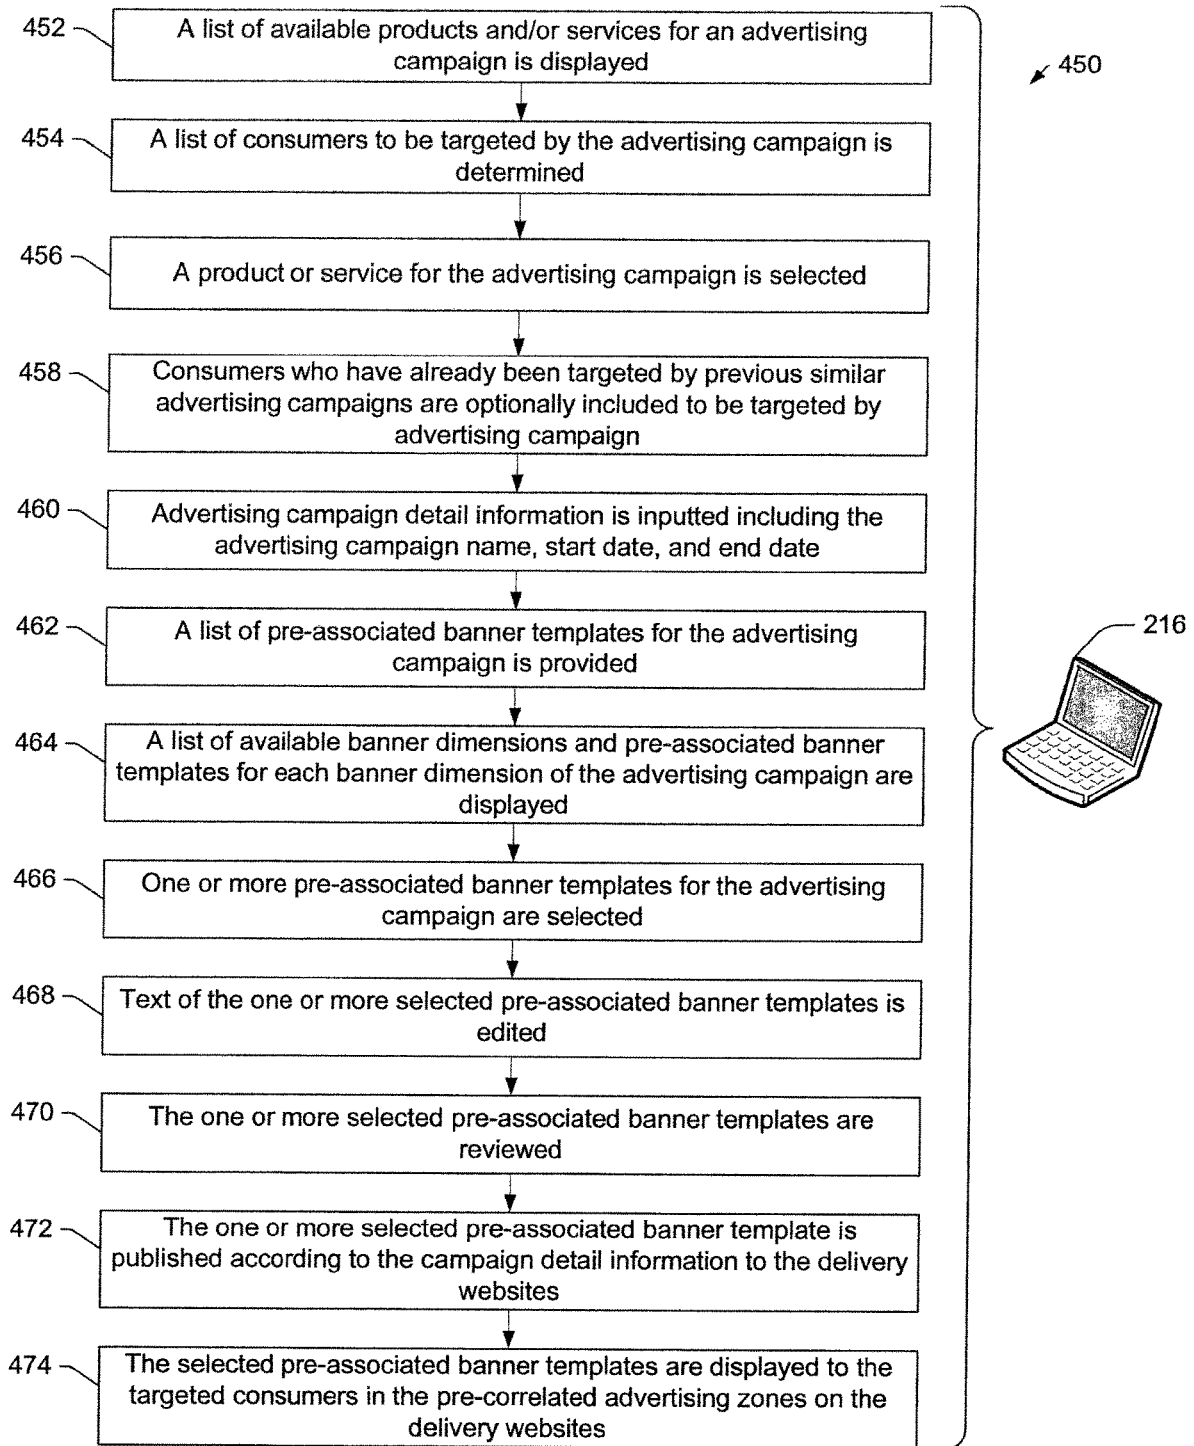 452
A list of available products and/or services for an advertising
campaign is displayed
450
454
A list of consumers to be targeted by the advertising campaign is
determined
456
A product or service for the advertising campaign is selected
458
Consumers who have already been targeted by previous similar
advertising campaigns are optionally included to be targeted by
advertising campaign
460
Advertising campaign detail information is inputted including the
advertising campaign name, start date, and end date
462
A list of pre-associated banner templates for the advertising
campaign is provided
216
464
A list of available banner dimensions and pre-associated banner
templates for each banner dimension of the advertising campaign are
displayed
466
One or more pre-associated banner templates for the advertising
campaign are selected
468
Text of the one or more selected pre-associated banner templates is
edited
470
The one or more selected pre-associated banner templates are
reviewed
472
The one or more selected pre-associated banner template is
published according to the campaign detail information to the delivery
websites
474
The selected pre-associated banner templates are displayed to the
targeted consumers in the pre-correlated advertising zones on the
delivery websites